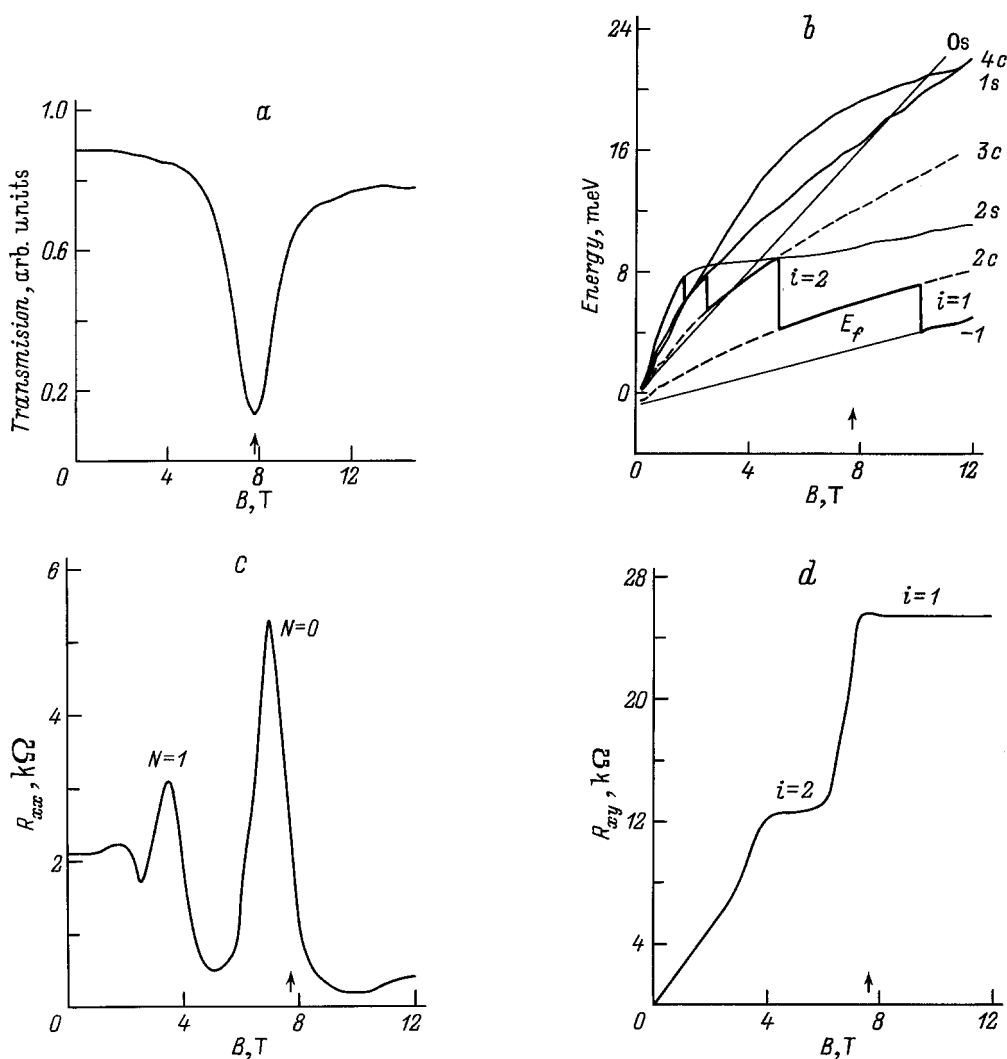 a
Transmision, arb. units
1.0
0.6
0.2
0
4
8
12
B, T
b
Energy, meV
24
16
8
0
0s
4c
1s
3c
2s
2c
i=2
i=1
-1
E_f
0
4
8
12
B, T
c
R_xx, kΩ
6
4
2
N=1
N=0
0
4
8
12
B, T
d
R_xy, kΩ
28
20
12
4
i=1
i=2
0
4
8
12
B, T